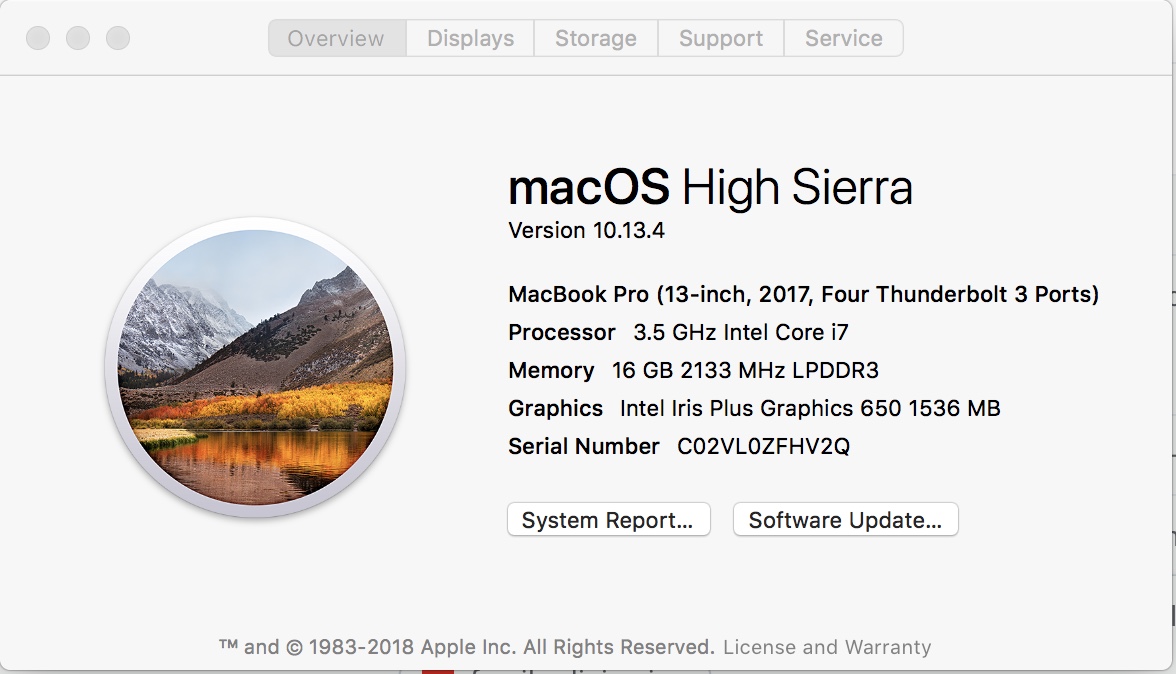 Overview Displays Storage Support Service
macOS High Sierra
Version 10.13.4
MacBook Pro (13-inch, 2017, Four Thunderbolt 3 Ports)
Processor 3.5 GHz Intel Core i7
Memory 16 GB 2133 MHz LPDDR3
Graphics Intel Iris Plus Graphics 650 1536 MB
Serial Number C02VL0ZFHV2Q
System Report... Software Update...
™ and © 1983-2018 Apple Inc. All Rights Reserved. License and Warranty